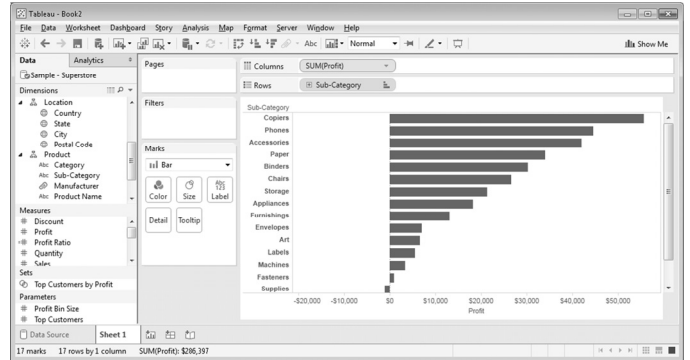 Tableau - Book2
File Data Worksheet Dashboard Story Analysis Map Format Server Window Help
Abc Normal Show Me
Data Analytics
Sample - Superstore
Dimensions
Location
Country
State
City
Postal Code
Product
Abc Category
Abc Sub-Category
Manufacturer
Abc Product Name
Measures
# Discount
# Profit
=# Profit Ratio
# Quantity
# Sales
Sets
Top Customers by Profit
Parameters
# Profit Bin Size
# Top Customers
Pages
Filters
Marks
Bar
Color Size Abc 123 Label
Detail Tooltip
Columns SUM(Profit)
Rows Sub-Category
Sub-Category
Copiers
Phones
Accessories
Paper
Binders
Chairs
Storage
Appliances
Furnishings
Envelopes
Art
Labels
Machines
Fasteners
Supplies
-$20,000 -$10,000 $0 $10,000 $20,000 $30,000 $40,000 $50,000
Profit
Data Source Sheet 1
17 marks 17 rows by 1 column SUM(Profit): $286,397